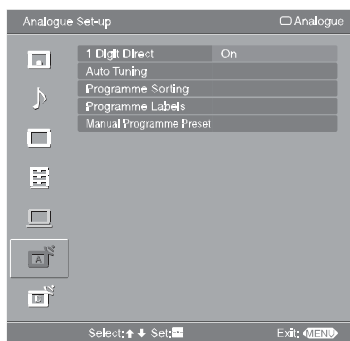 Analogue Set-up Analogue
1 Digit Direct On
Auto Tuning
Programme Sorting
Programme Labels
Manual Programme Preset
A
Select: Set:
Exit: MENU